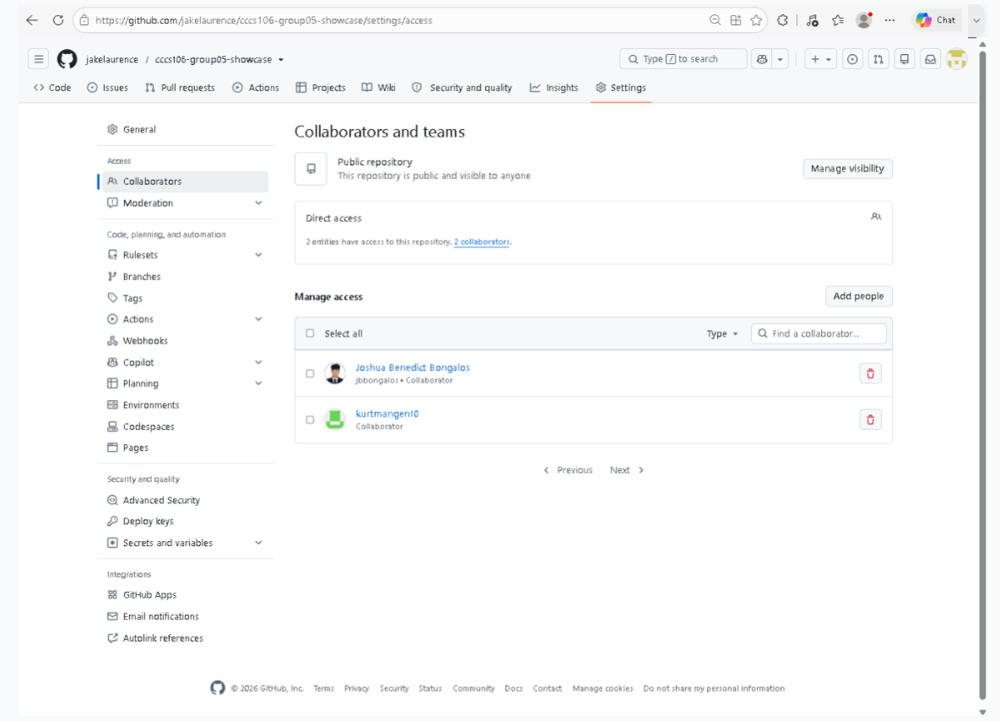 https://github.com/jakelaurence/cccs106-group05-showcase/settings/access
Chat
jakelaurence / cccs106-group05-showcase
Type / to search
Code
Issues
Pull requests
Actions
Projects
Wiki
Security and quality
Insights
Settings
General
Access
Collaborators
Moderation
Code, planning, and automation
Rulesets
Branches
Tags
Actions
Webhooks
Copilot
Planning
Environments
Codespaces
Pages
Security and quality
Advanced Security
Deploy keys
Secrets and variables
Integrations
GitHub Apps
Email notifications
Autolink references
Collaborators and teams
Public repository
This repository is public and visible to anyone
Manage visibility
Direct access
2 entities have access to this repository. 2 collaborators.
Manage access
Add people
Select all
Type
Find a collaborator...
Joshua Benedict Bongalos
jbbongalos • Collaborator
kurtmangen10
Collaborator
Previous
Next
© 2026 GitHub, Inc. Terms Privacy Security Status Community Docs Contact Manage cookies Do not share my personal information